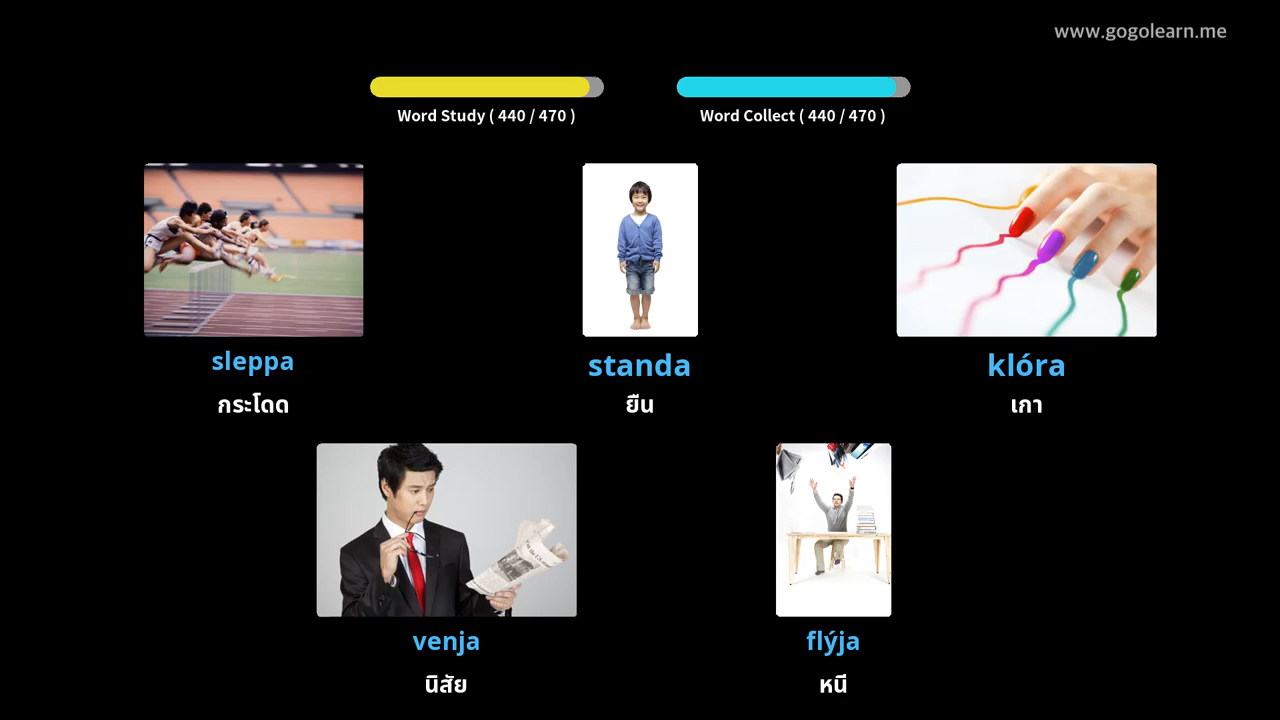 www.gogolearn.me
Word Study ( 440 / 470 )
Word Collect ( 440 / 470 )
sleppa
กระโดด
standa
ยืน
klóra
เกา
venja
นิสัย
flýja
หนี